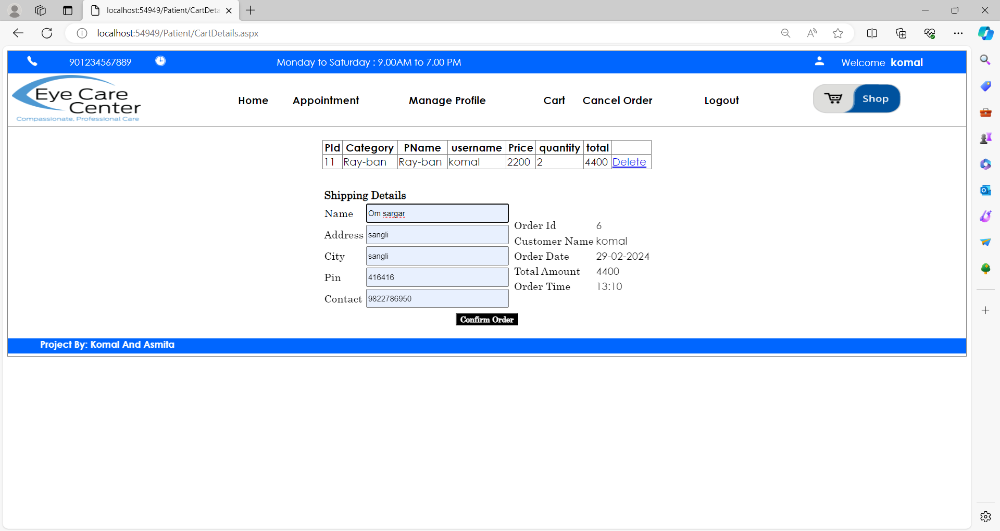 localhost:54949/Patient/CartDeta
localhost:54949/Patient/CartDetails.aspx
901234567889 Monday to Saturday : 9.00AM to 7.00 PM Welcome komal
Eye Care
Center
Compassionate, Professional Care
Home Appointment Manage Profile Cart Cancel Order Logout Shop
PId Category PName username Price quantity total
11 Ray-ban Ray-ban komal 2200 2 4400 Delete
Shipping Details
Name Om sargar
Address sangli
City sangli
Pin 416416
Contact 9822786950
Order Id 6
Customer Name komal
Order Date 29-02-2024
Total Amount 4400
Order Time 13:10
Confirm Order
Project By: Komal And Asmita